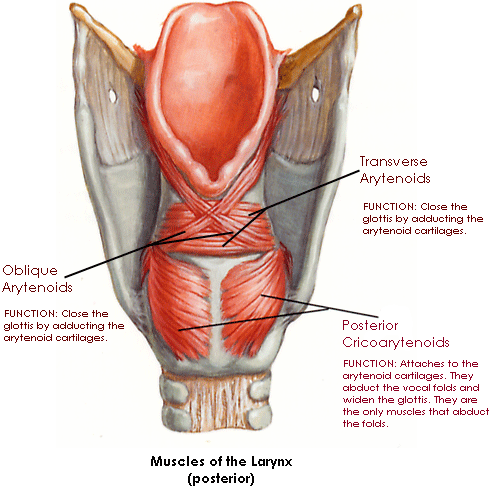 Transverse
Arytenoids
FUNCTION: Close the
glottis by adducting the
arytenoid cartilages.
Oblique
Arytenoids
FUNCTION: Close the
glottis by adducting the
arytenoid cartilages.
Posterior
Cricoarytenoids
FUNCTION: Attaches to the
arytenoid cartilages. They
abduct the vocal folds and
widen the glottis. They are
the only muscles that abduct
the folds.
Muscles of the Larynx
(posterior)